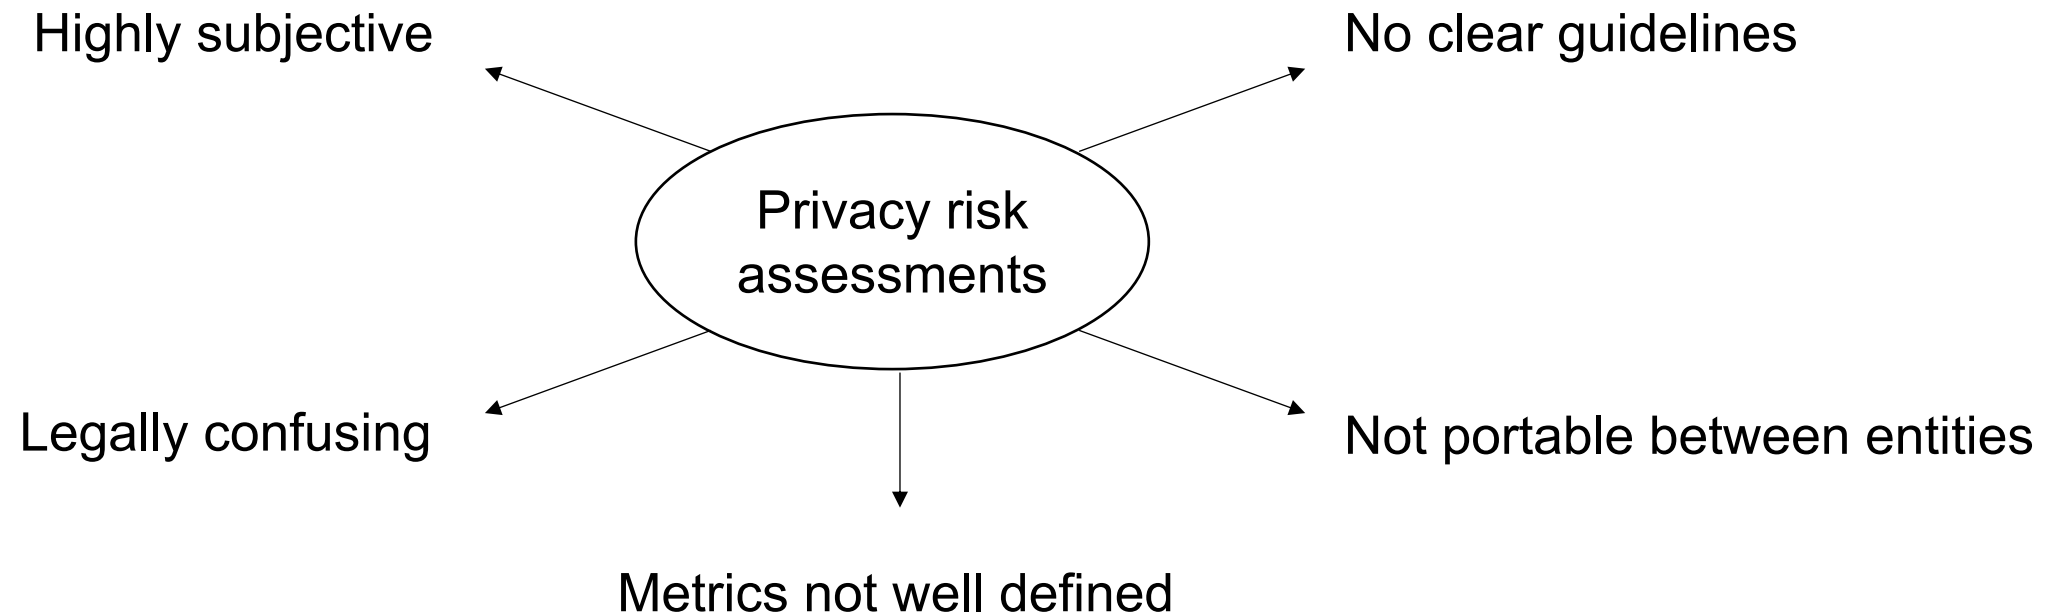 Highly subjective
No clear guidelines
Privacy risk
assessments
Legally confusing
Not portable between entities
Metrics not well defined